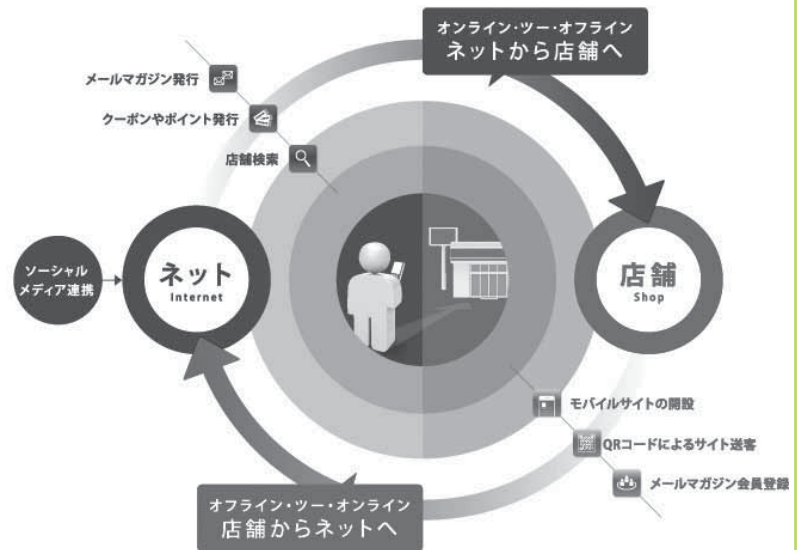 オンライン・ツー・オフライン
ネットから店舗へ
メールマガジン発行
クーポンやポイント発行
店舗検索
ソーシャル
メディア連携
ネット
Internet
店舗
Shop
モバイルサイトの開設
QRコードによるサイト送客
メールマガジン会員登録
オフライン・ツー・オンライン
店舗からネットへ